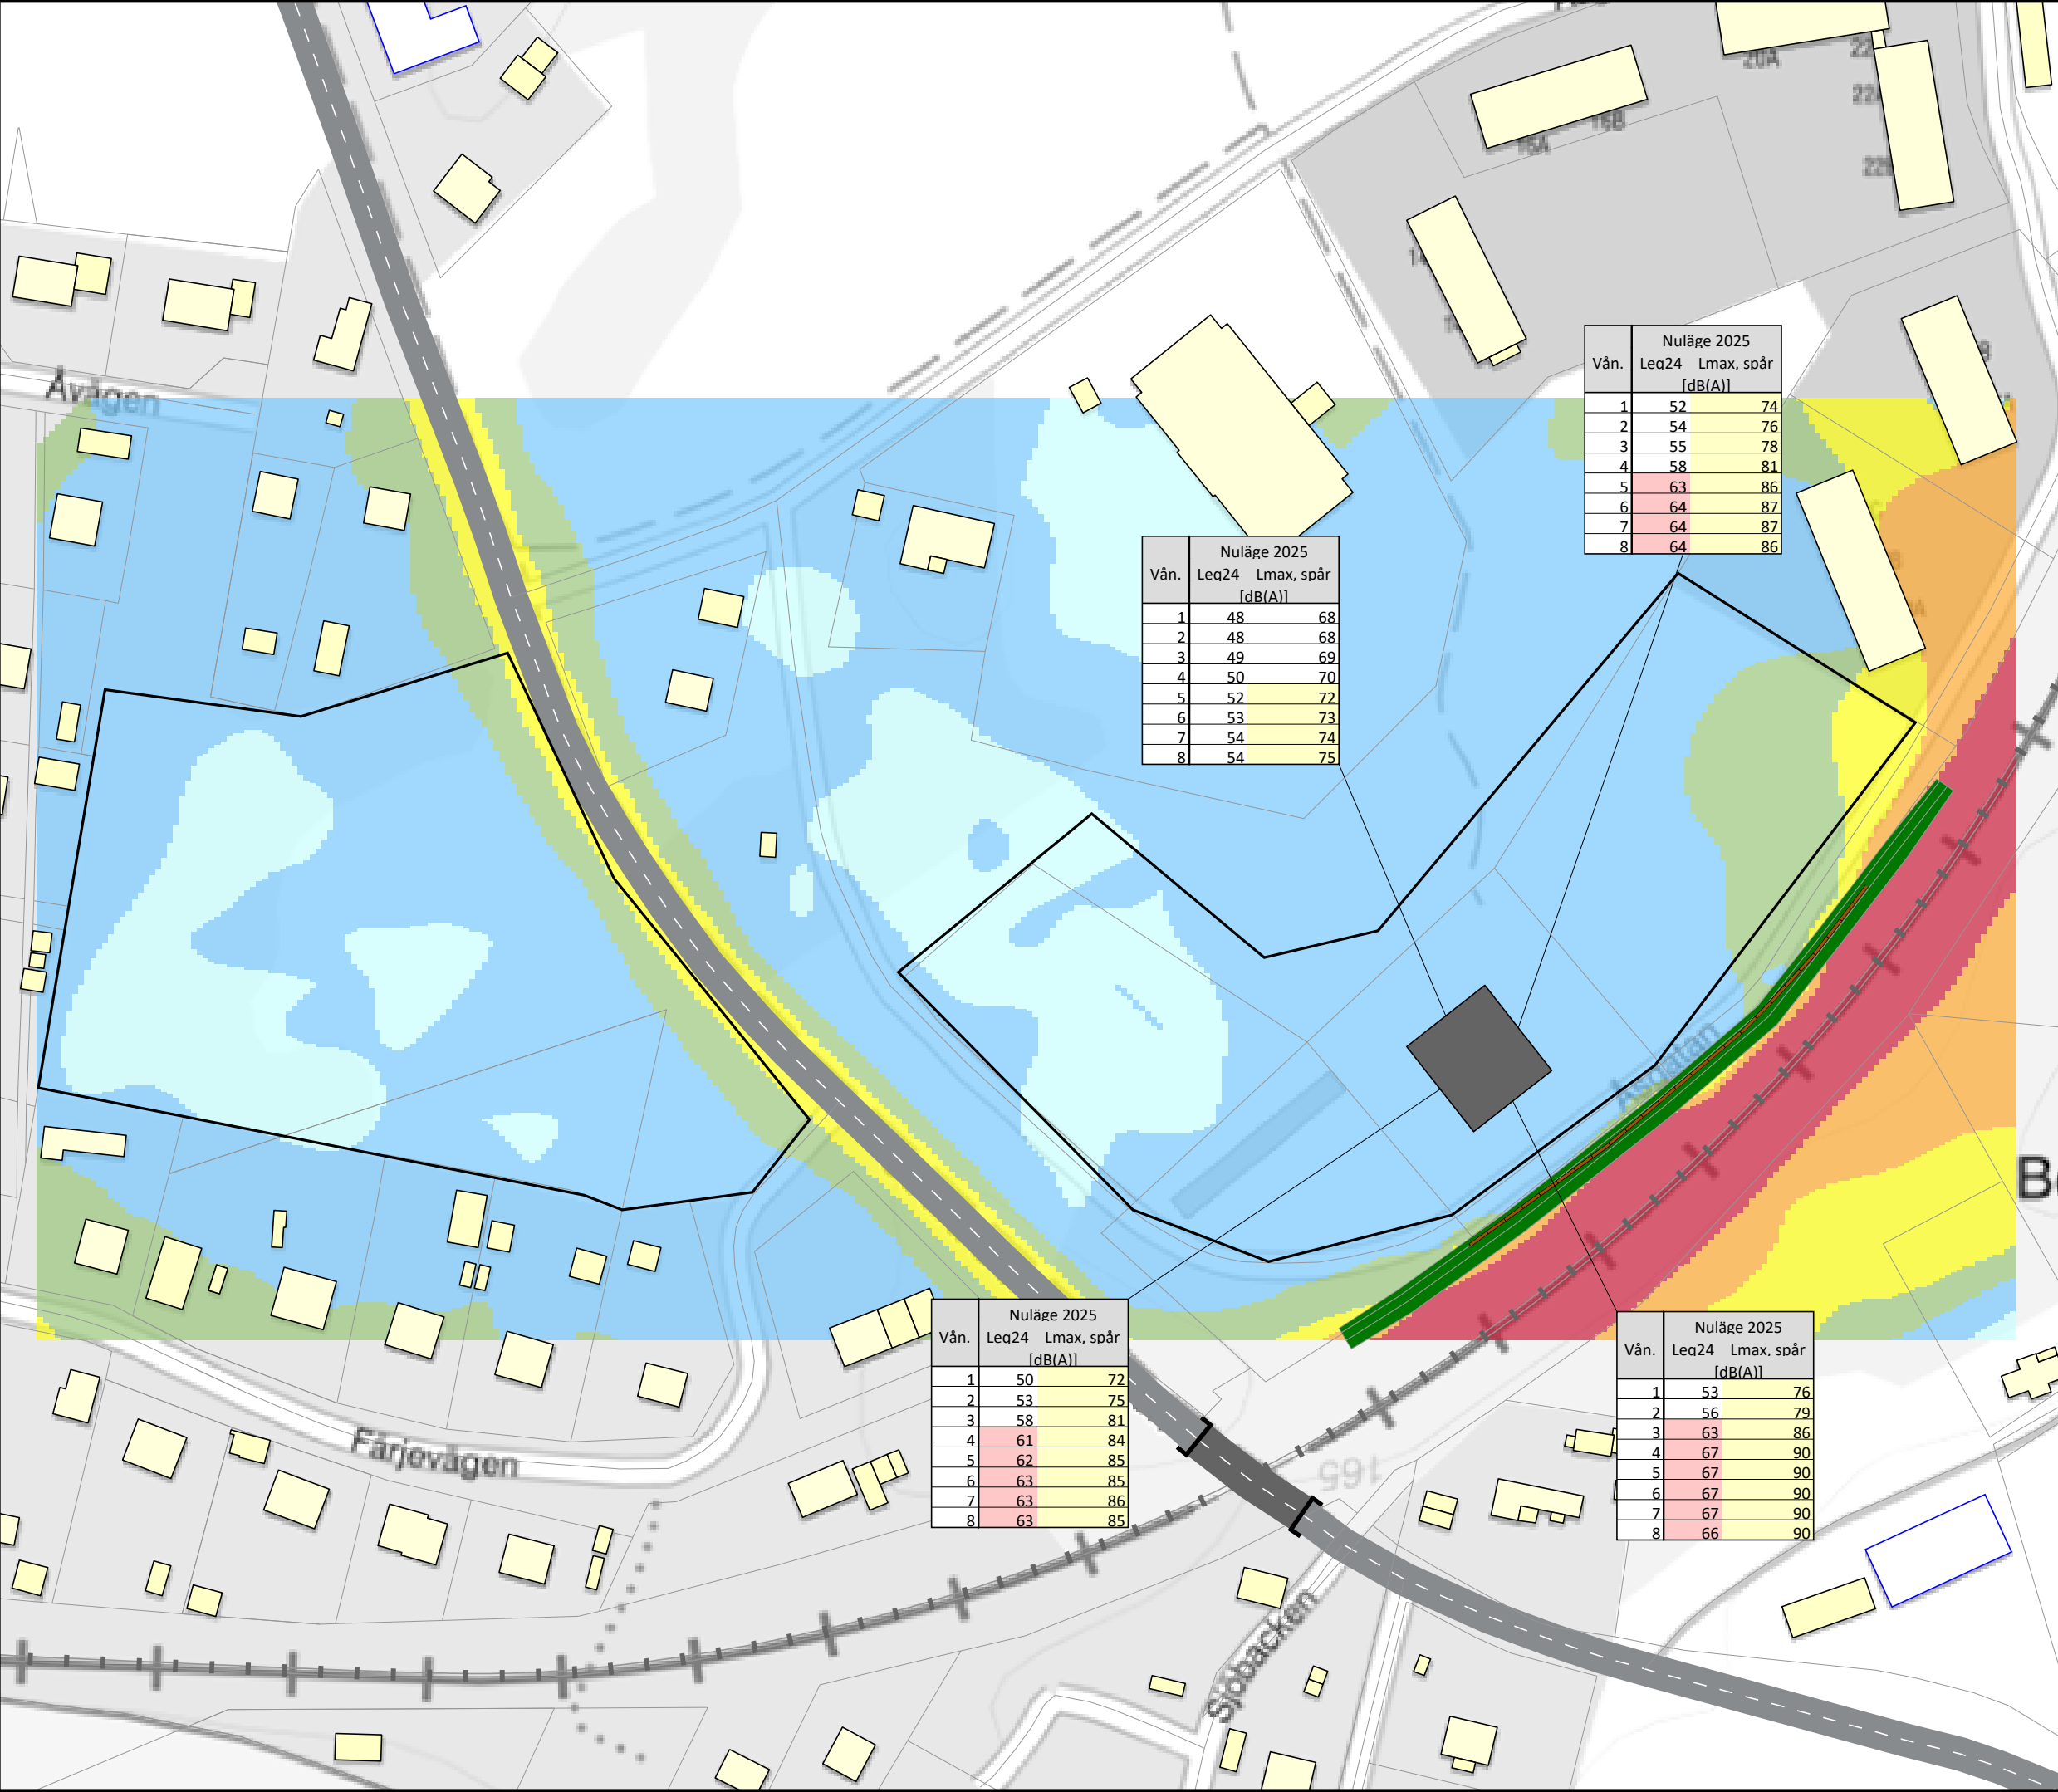 20A
22
22
16B
16A
22B
14
14
Nuläge 2025
Vån. Leq24 Lmax, spår
[dB(A)]
1 52 74
2 54 76
3 55 78
4 58 81
5 63 86
6 64 87
7 64 87
8 64 86
Åvägen
Nuläge 2025
Vån. Leq24 Lmax, spår
[dB(A)]
1 48 68
2 48 68
3 49 69
4 50 70
5 52 72
6 53 73
7 54 74
8 54 75
Åsgatan
Nuläge 2025
Vån. Leq24 Lmax, spår
[dB(A)]
1 50 72
2 53 75
3 58 81
4 61 84
5 62 85
6 63 85
7 63 86
8 63 85
Nuläge 2025
Vån. Leq24 Lmax, spår
[dB(A)]
1 53 76
2 56 79
3 63 86
4 67 90
5 67 90
6 67 90
7 67 90
8 66 90
Färjevägen
165
Sjöbacken